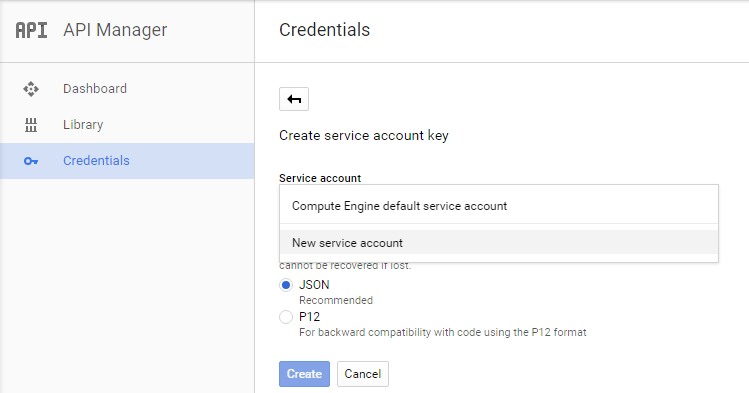 API API Manager
Credentials
Dashboard
Library
Credentials
Create service account key
Service account
Compute Engine default service account
New service account
cannot be recovered if lost.
JSON
Recommended
P12
For backward compatibility with code using the P12 format
Create
Cancel